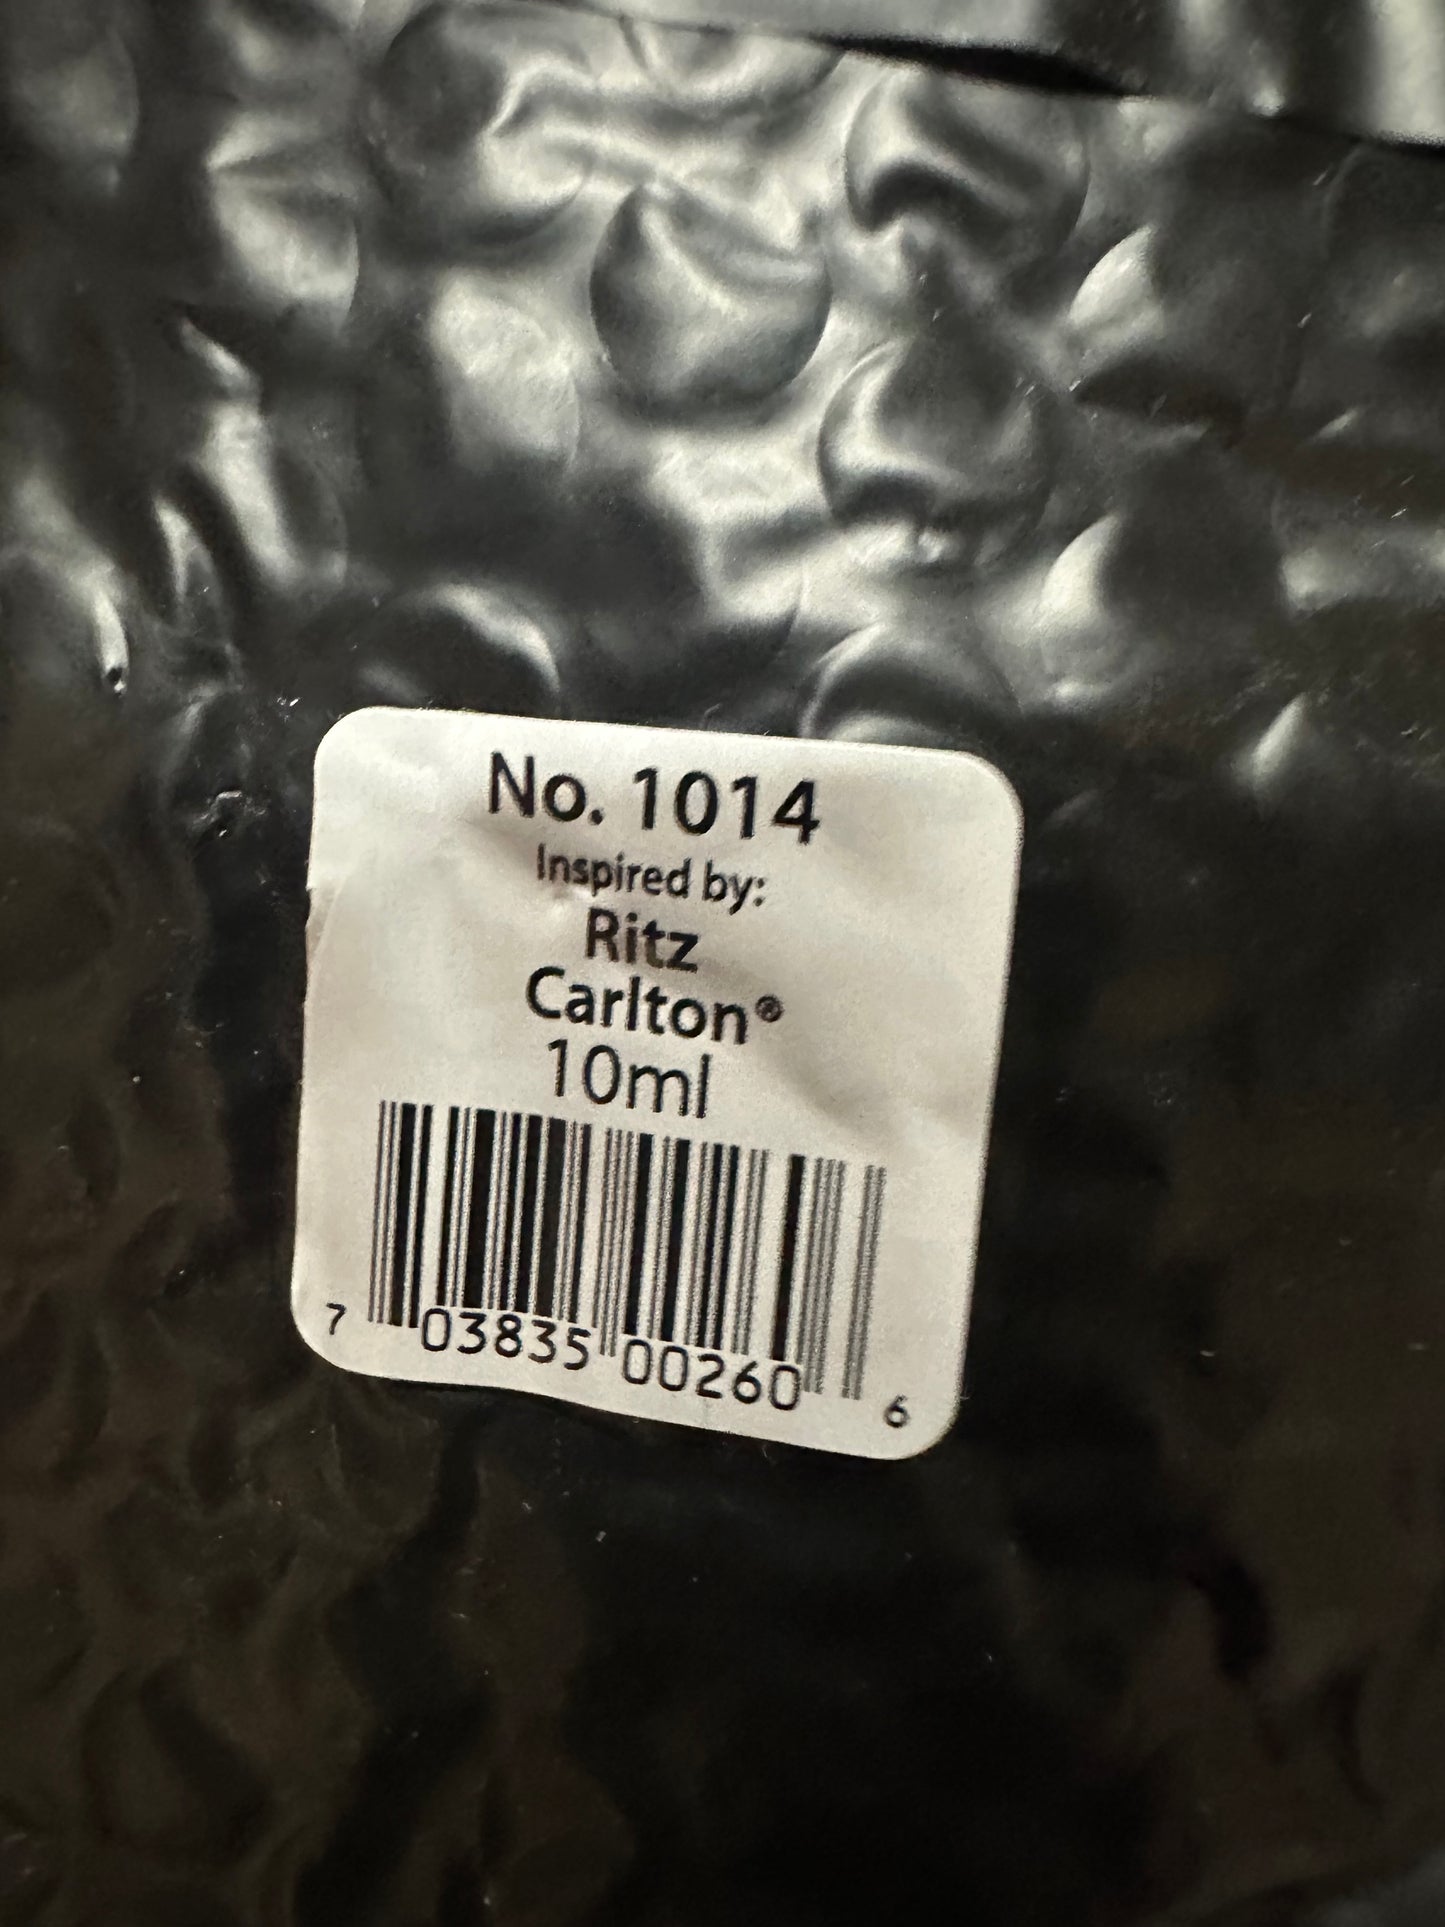 No. 1014
Inspired by:
Ritz
Carlton®
10ml
7 03835 00260 6